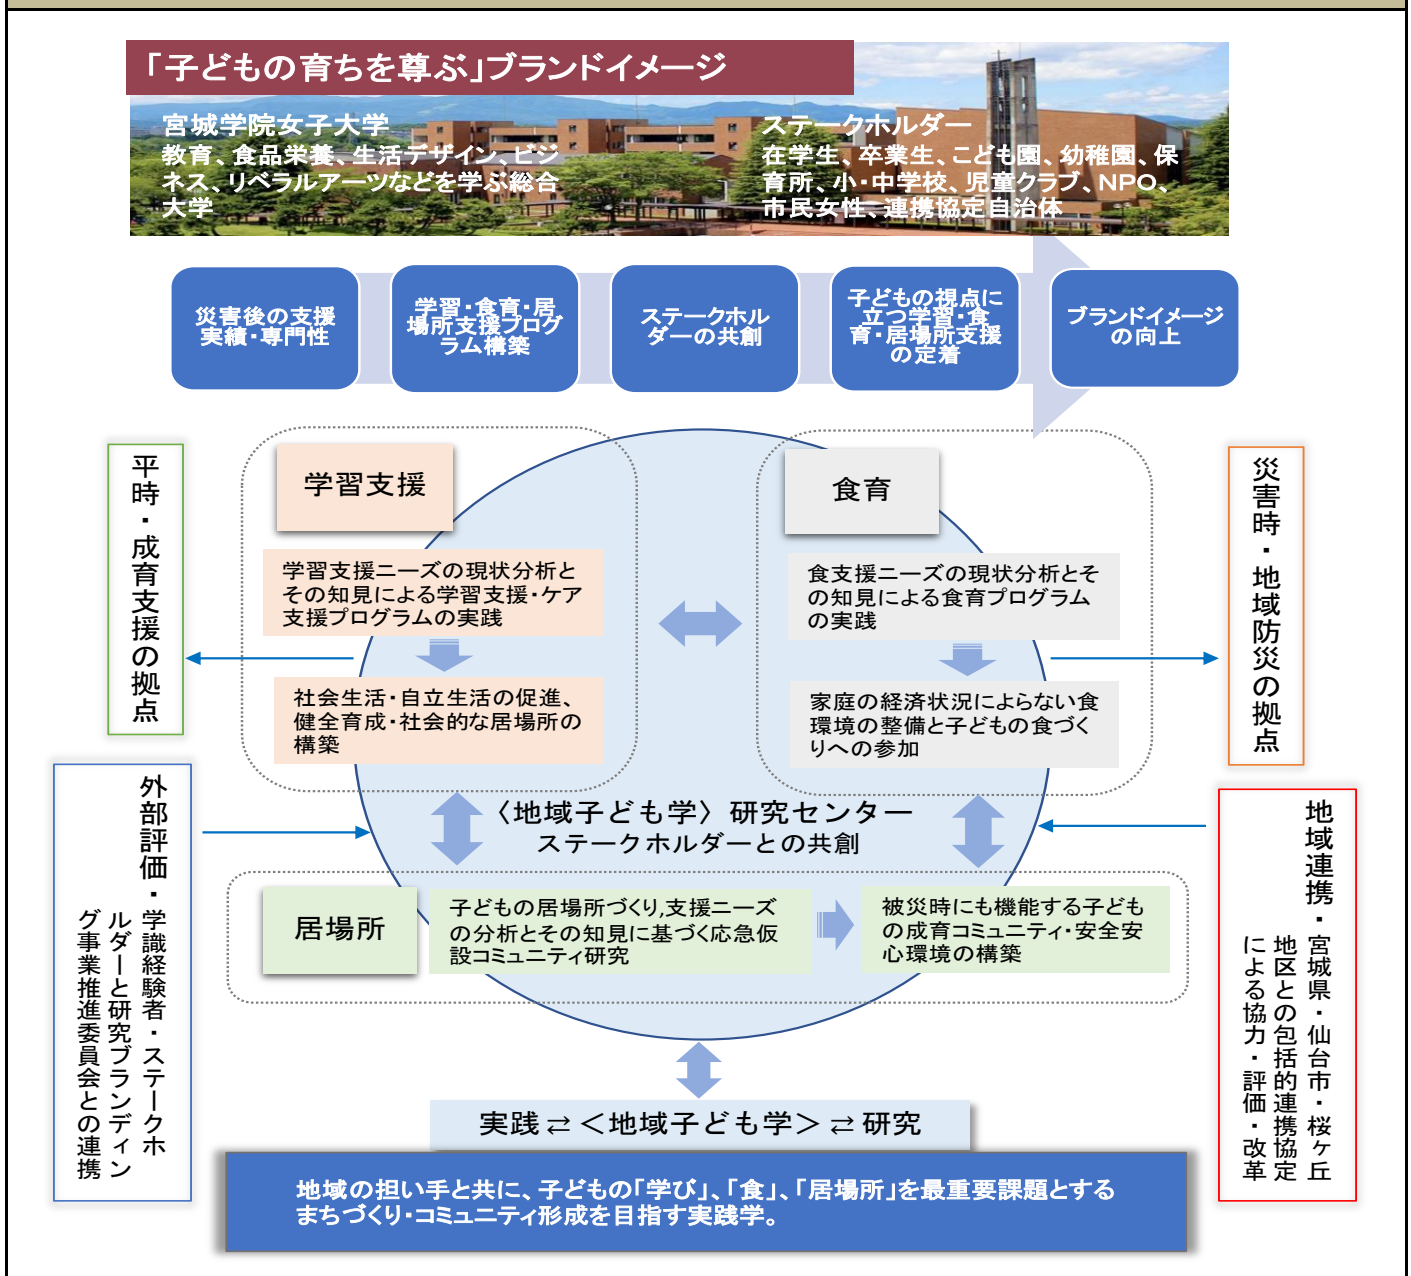 「子どもの育ちを尊ぶ」ブランドイメージ
宮城学院女子大学
教育、食品栄養、生活デザイン、ビジ
ネス、リベラルアーツなどを学ぶ総合
大学
ステークホルダー
在学生、卒業生、こども園、幼稚園、保
育所、小・中学校、児童クラブ、NPO、
市民女性、連携協定自治体
災害後の支援
実績・専門性
学習・食育・居
場所支援プログ
ラム構築
ステークホル
ダーの共創
子どもの視点に
立つ学習・食
育・居場所支援
の定着
ブランドイメージ
の向上
平時・成育支援の拠点
学習支援
学習支援ニーズの現状分析と
その知見による学習支援・ケア
支援プログラムの実践
社会生活・自立生活の促進、
健全育成・社会的な居場所の
構築
食育
食支援ニーズの現状分析とそ
の知見による食育プログラム
の実践
家庭の経済状況によらない食
環境の整備と子どもの食づく
りへの参加
災害時・地域防災の拠点
〈地域子ども学〉研究センター
ステークホルダーとの共創
外部評価・学識経験者・ステークホ
ルダーと研究ブランディン
グ事業推進委員会との連携
居場所
子どもの居場所づくり,支援ニーズ
の分析とその知見に基づく応急仮
設コミュニティ研究
被災時にも機能する子ども
の成育コミュニティ・安全安
心環境の構築
地域連携・宮城県・仙台市・桜ヶ丘
地区との包括的連携協定
による協力・評価・改革
実践⇄<地域子ども学>⇄研究
地域の担い手と共に、子どもの「学び」、「食」、「居場所」を最重要課題とする
まちづくり・コミュニティ形成を目指す実践学。